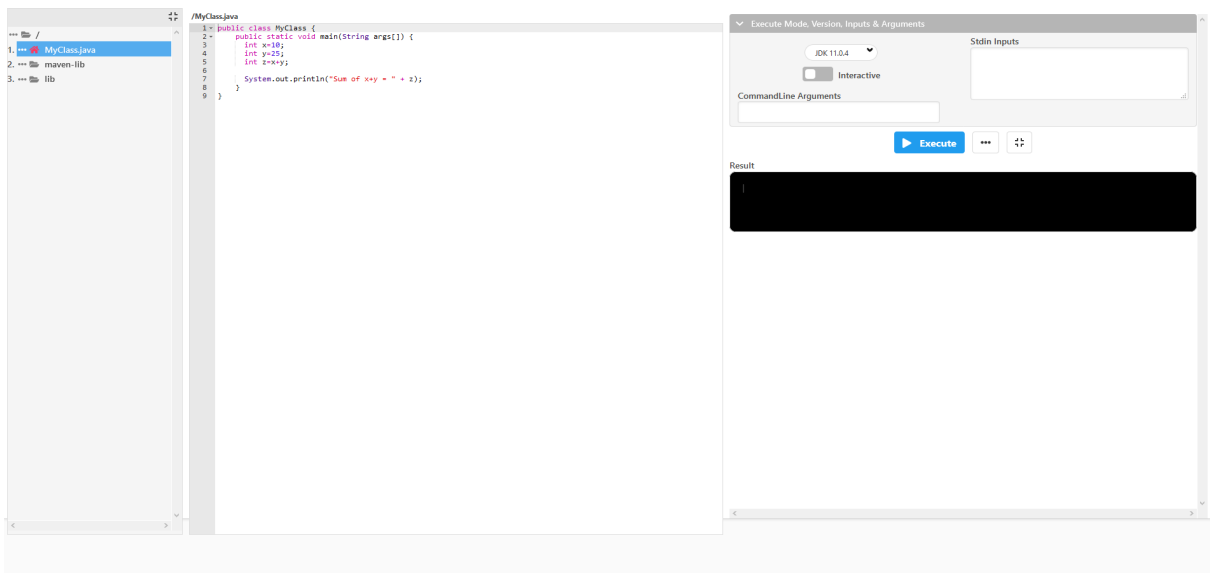 /
1. ••• MyClass.java
2. ••• maven-lib
3. ••• lib
/MyClass.java
1 public class MyClass {
2 public static void main(String args[]) {
3 int x=10;
4 int y=25;
5 int z=x+y;
6
7 System.out.println("Sum of x+y = " + z);
8 }
9 }
Execute Mode, Version, Inputs & Arguments
JDK 11.0.4
Interactive
Stdin Inputs
CommandLine Arguments
Execute
•••
Result